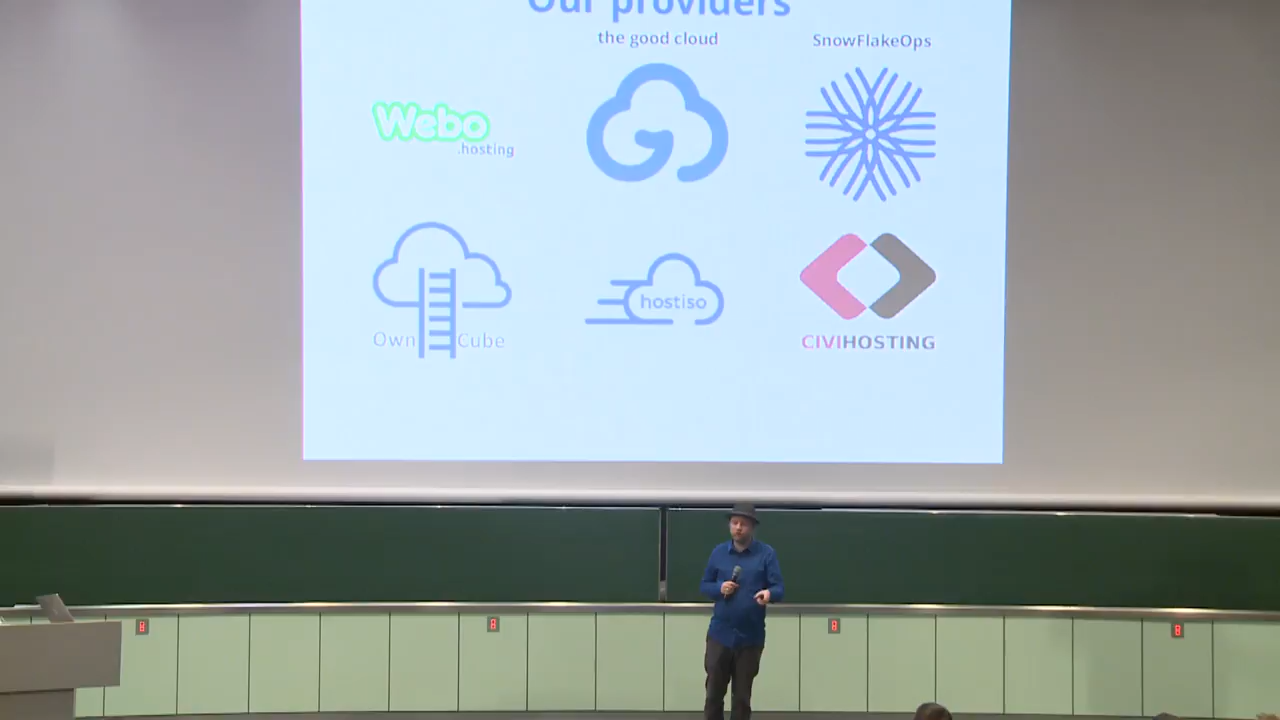 Our providers
the good cloud
SnowFlakeOps
Webo
.hosting
Own Cube
hostiso
CIVIHOSTING